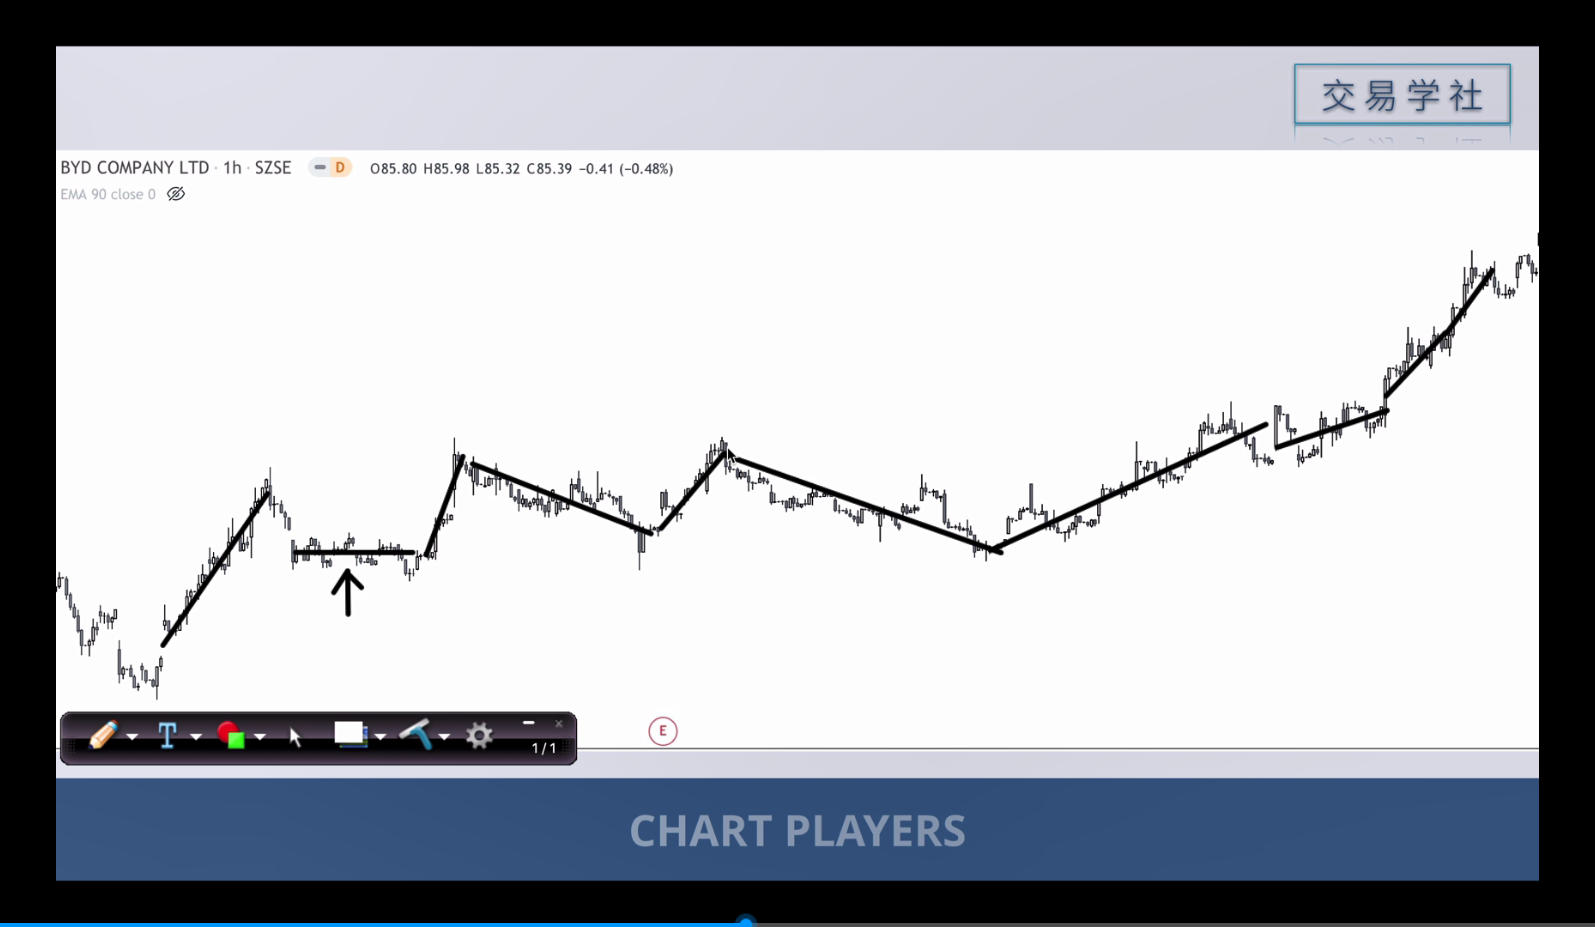 交易学社
BYD COMPANY LTD · 1h · SZSE D O85.80 H85.98 L85.32 C85.39 −0.41 (−0.48%)
EMA 90 close 0
E
T
1/1
CHART PLAYERS